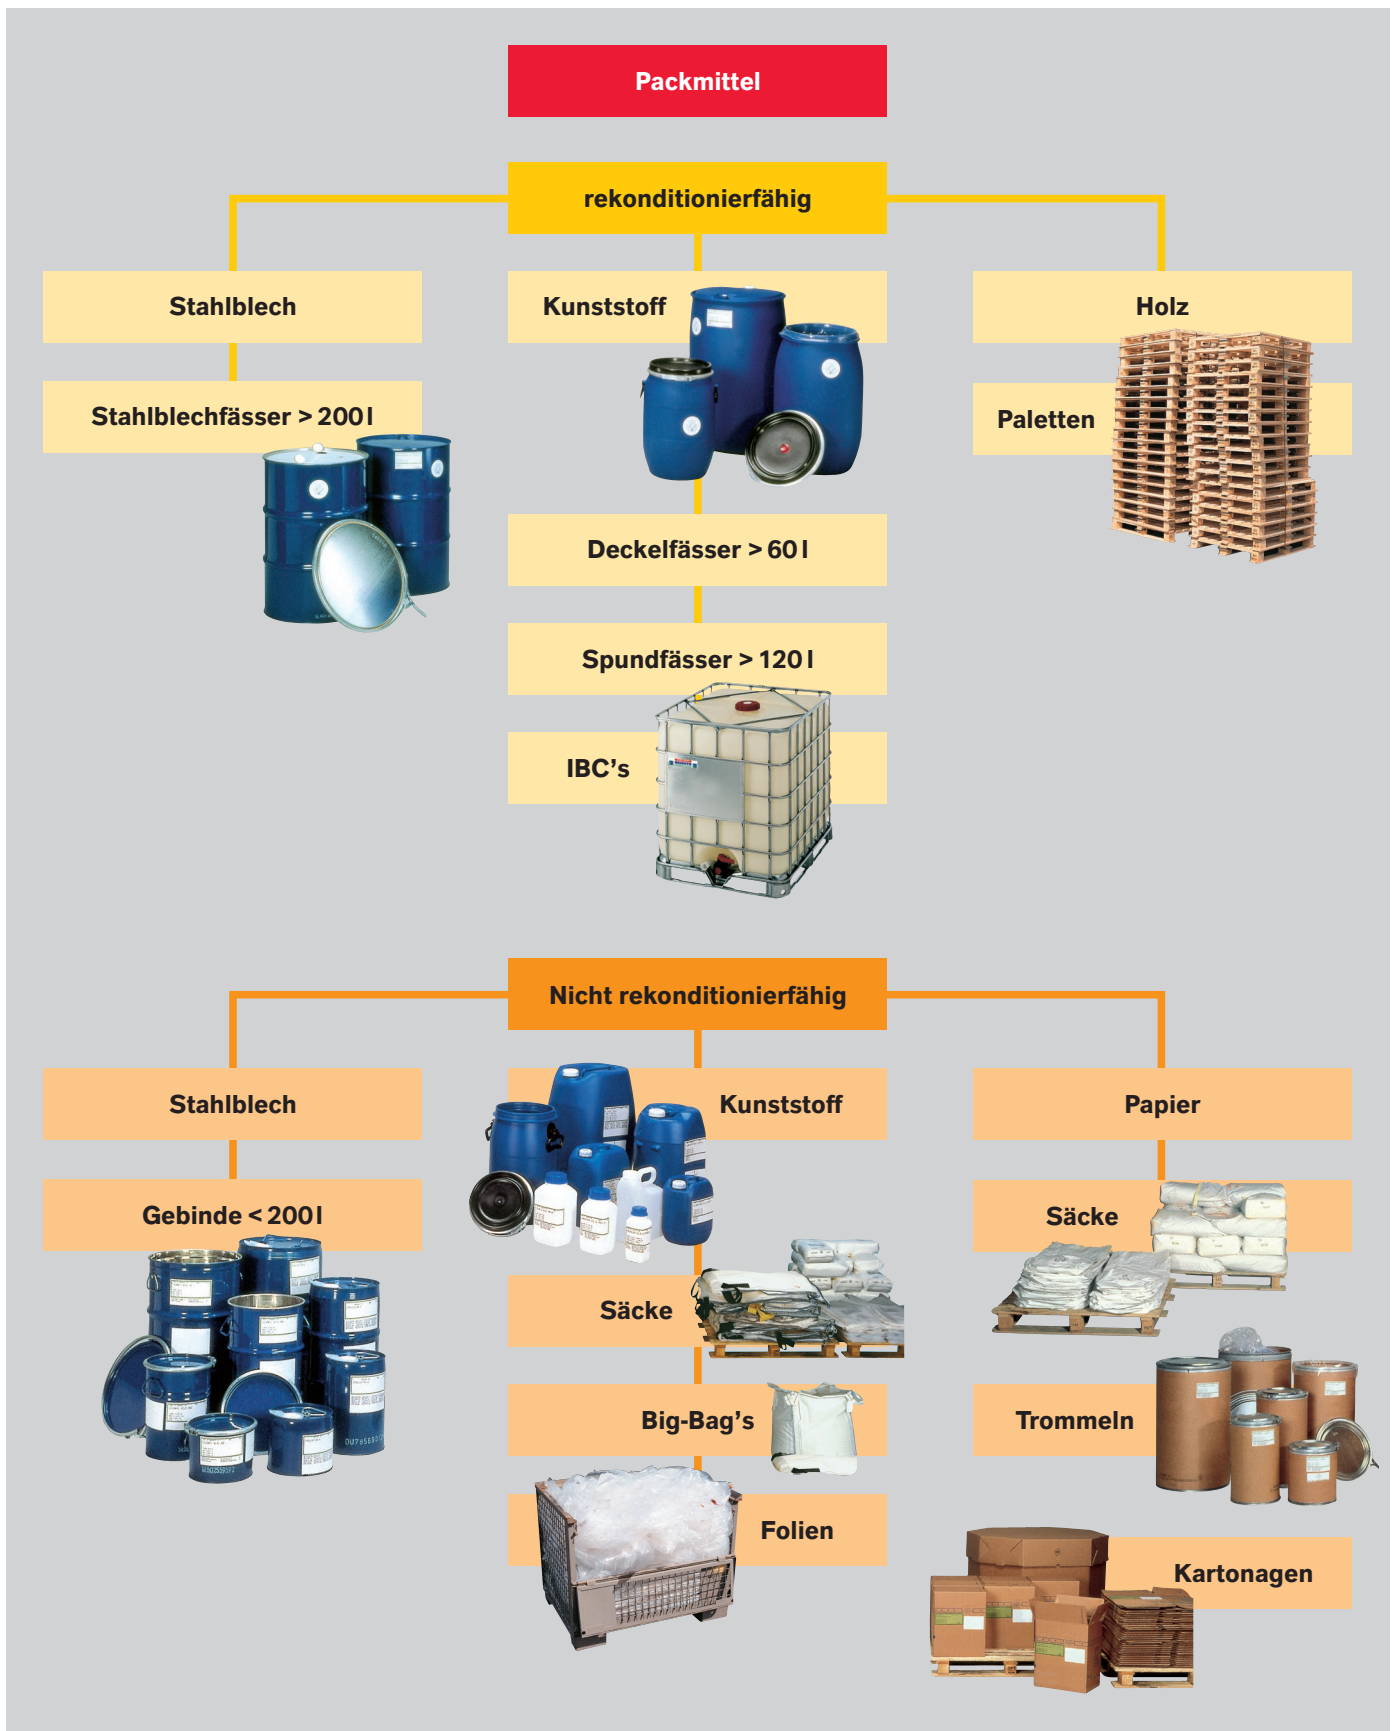 Packmittel
rekonditionierfähig
Stahlblech
Kunststoff
Holz
Stahlblechfässer > 200 l
Paletten
Deckelfässer > 60 l
Spundfässer > 120 l
IBC’s
Nicht rekonditionierfähig
Stahlblech
Kunststoff
Papier
Gebinde < 200 l
Säcke
Säcke
Big-Bag’s
Trommeln
Folien
Kartonagen